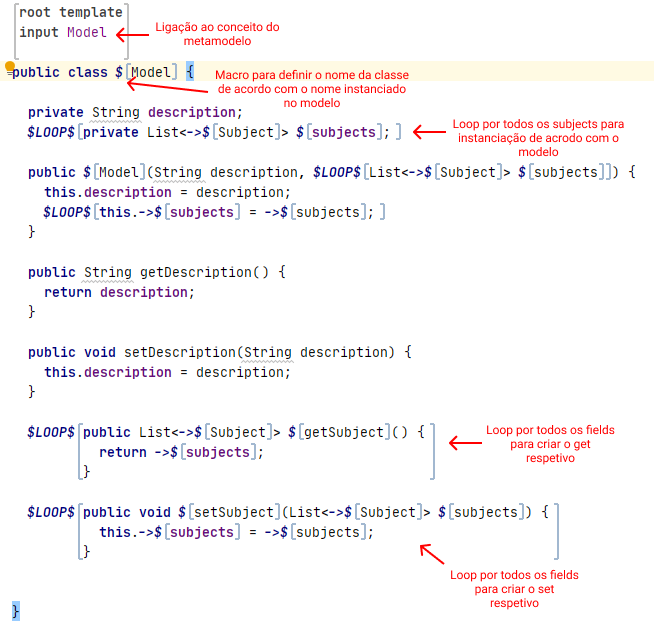 root template
input Model
Ligação ao conceito do
metamodelo
public class $[Model] {
Macro para definir o nome da classe
de acordo com o nome instanciado
no modelo
private String description;
$LOOP$[private List<->$[Subject]> $[subjects]; ]
Loop por todos os subjects para
instanciação de acrodo com o
modelo
public $[Model](String description, $LOOP$[List<->$[Subject]> $[subjects]]) {
this.description = description;
$LOOP$[this.->$[subjects] = ->$[subjects]; ]
}
public String getDescription() {
return description;
}
public void setDescription(String description) {
this.description = description;
}
$LOOP$[public List<->$[Subject]> $[getSubject]() {
return ->$[subjects];
}
Loop por todos os fields
para criar o get
respetivo
$LOOP$[public void $[setSubject](List<->$[Subject]> $[subjects]) {
this.->$[subjects] = ->$[subjects];
}
Loop por todos os fields
para criar o set
respetivo
}